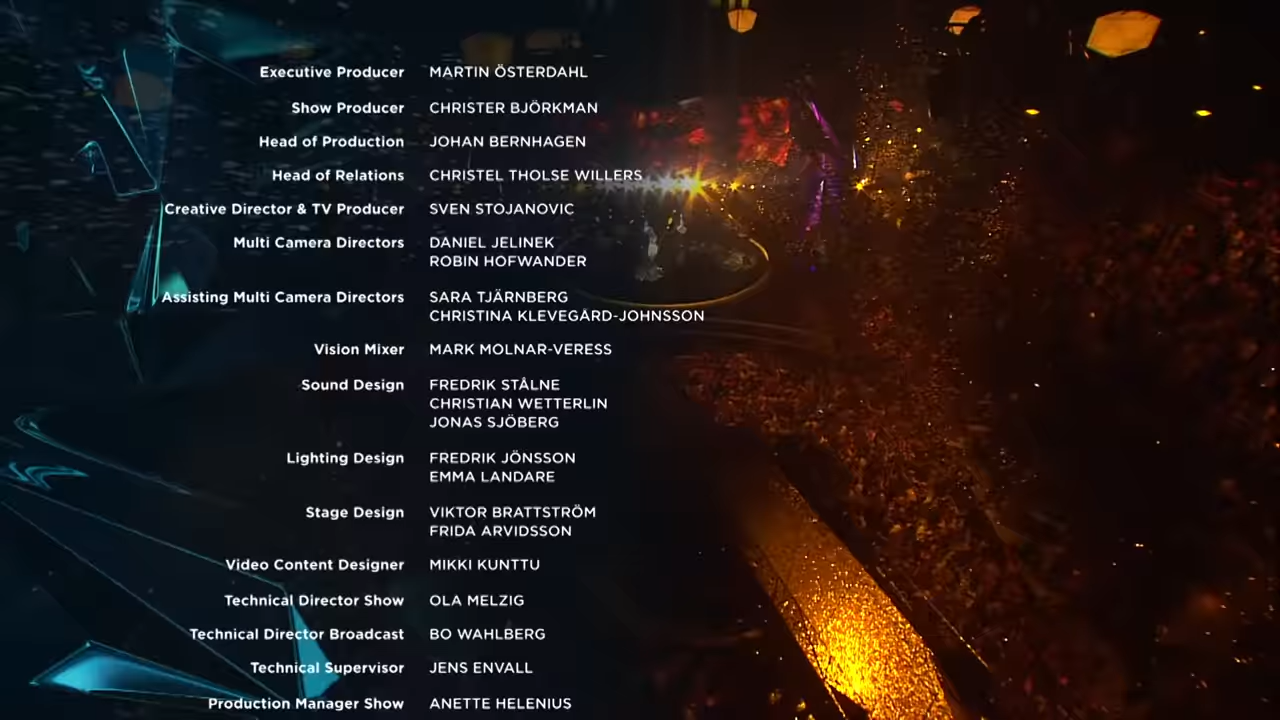 Executive Producer MARTIN ÖSTERDAHL
Show Producer CHRISTER BJÖRKMAN
Head of Production JOHAN BERNHAGEN
Head of Relations CHRISTEL THOLSE WILLERS
Creative Director & TV Producer SVEN STOJANOVIC
Multi Camera Directors DANIEL JELINEK
ROBIN HOFWANDER
Assisting Multi Camera Directors SARA TJÄRNBERG
CHRISTINA KLEVEGÅRD-JOHNSSON
Vision Mixer MARK MOLNAR-VERESS
Sound Design FREDRIK STÅLNE
CHRISTIAN WETTERLIN
JONAS SJÖBERG
Lighting Design FREDRIK JÖNSSON
EMMA LANDARE
Stage Design VIKTOR BRATTSTRÖM
FRIDA ARVIDSSON
Video Content Designer MIKKI KUNTTU
Technical Director Show OLA MELZIG
Technical Director Broadcast BO WAHLBERG
Technical Supervisor JENS ENVALL
Production Manager Show ANETTE HELENIUS